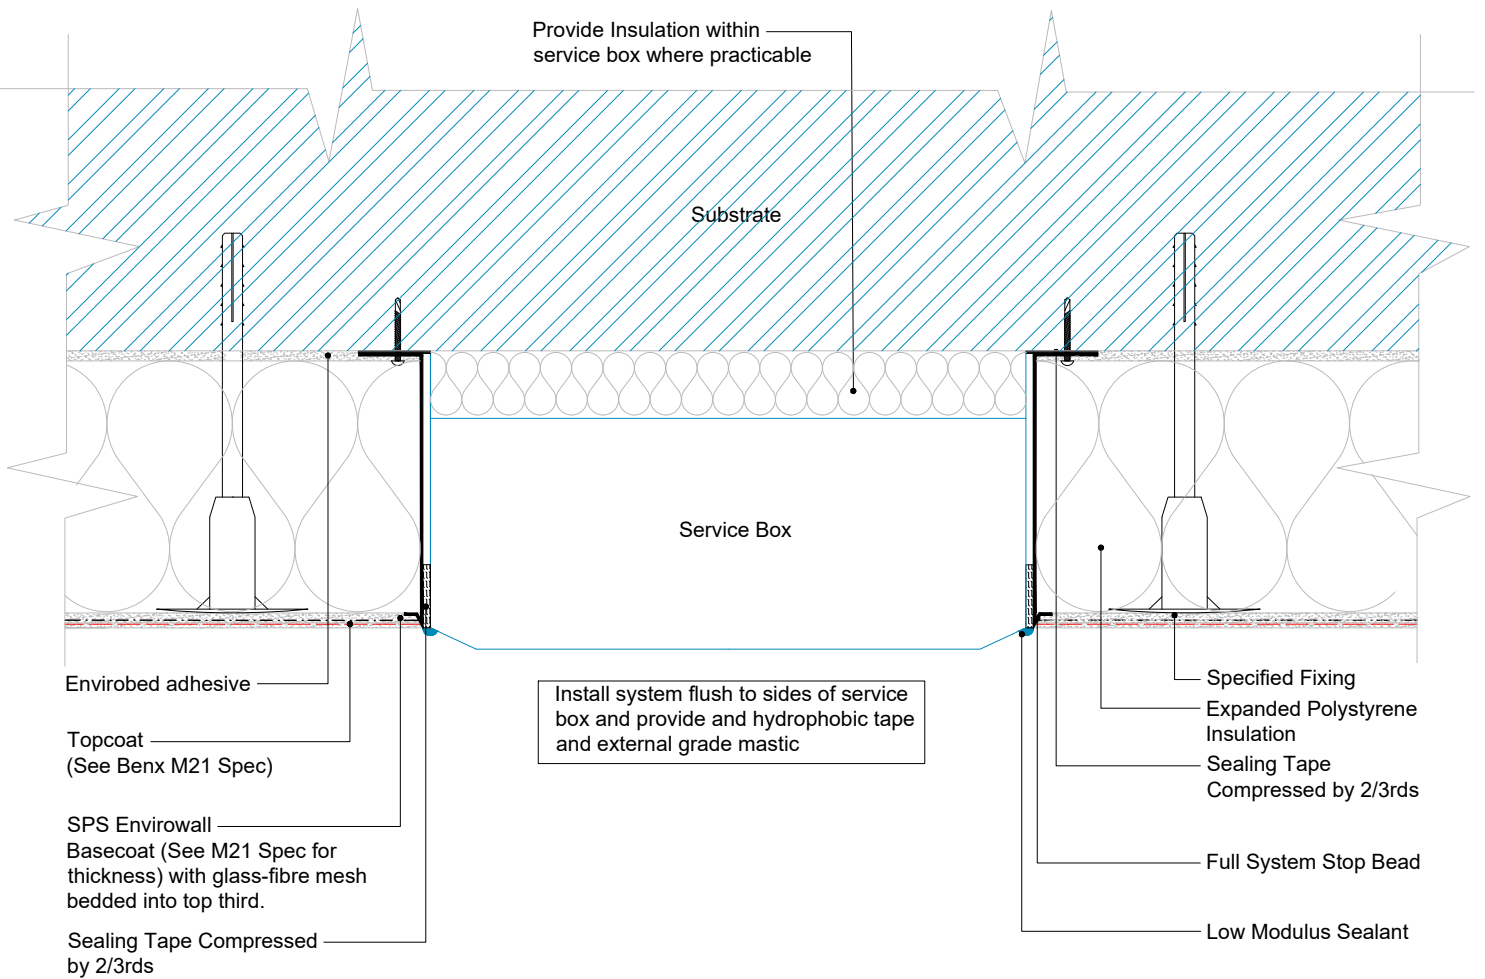 Provide Insulation within
service box where practicable
Substrate
Service Box
Install system flush to sides of service
box and provide and hydrophobic tape
and external grade mastic
Envirobed adhesive
Topcoat
(See Benx M21 Spec)
SPS Envirowall
Basecoat (See M21 Spec for
thickness) with glass-fibre mesh
bedded into top third.
Sealing Tape Compressed
by 2/3rds
Specified Fixing
Expanded Polystyrene
Insulation
Sealing Tape
Compressed by 2/3rds
Full System Stop Bead
Low Modulus Sealant